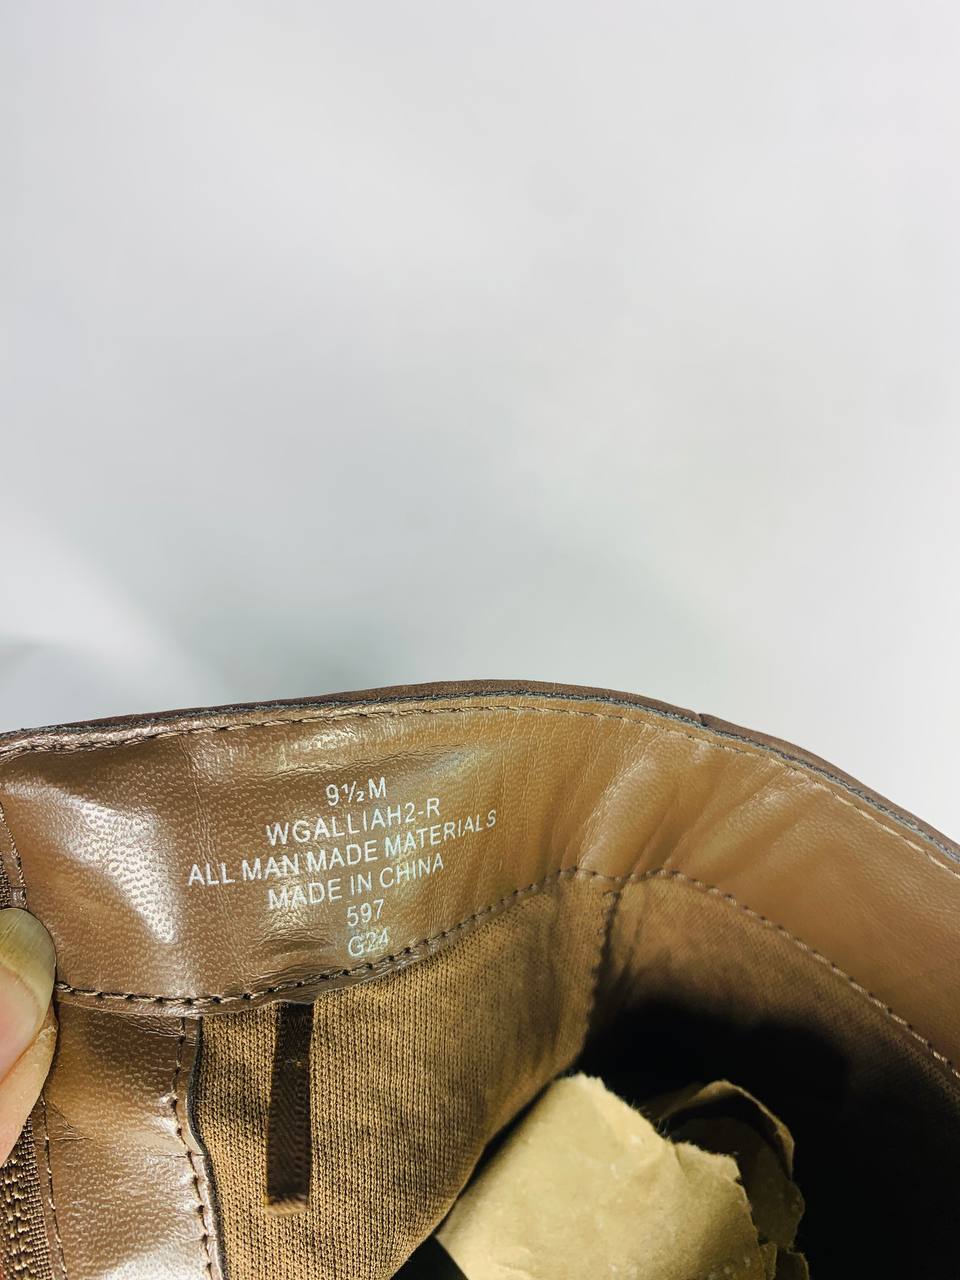 9½M
WGALLIAH2-R
ALL MAN MADE MATERIALS
MADE IN CHINA
597
G24